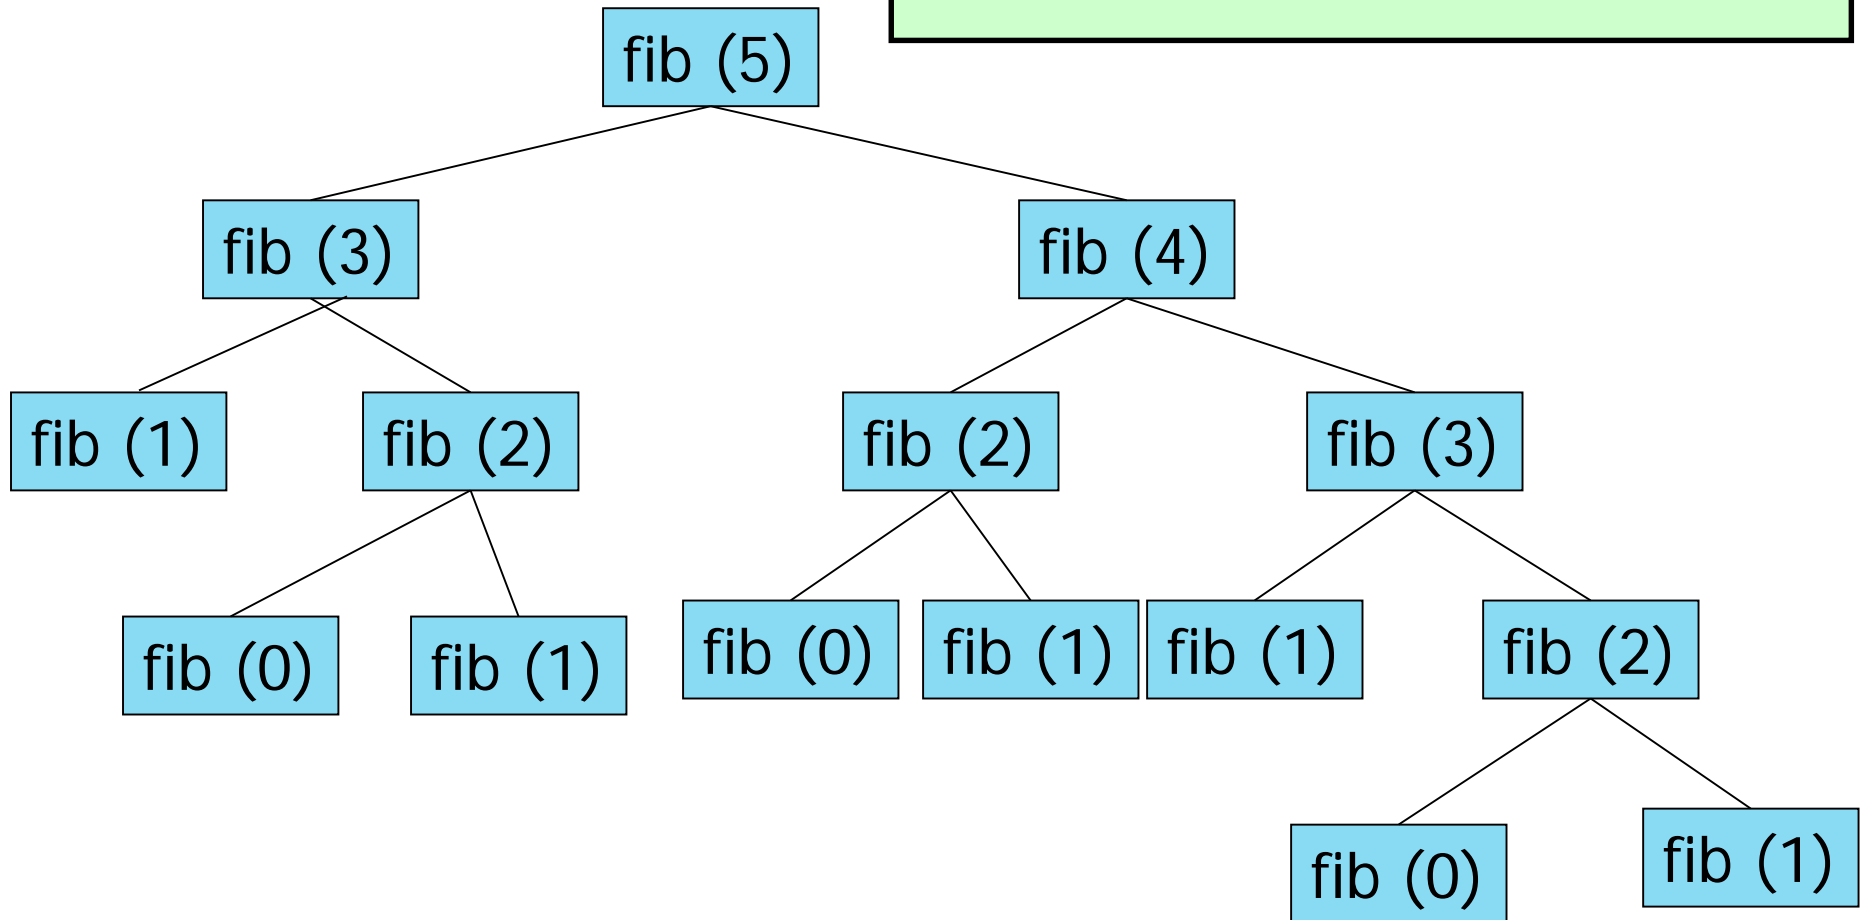 fib (5)
fib (3) fib (4)
fib (1) fib (2) fib (2) fib (3)
fib (0) fib (1) fib (0) fib (1) fib (1) fib (2)
fib (0) fib (1)